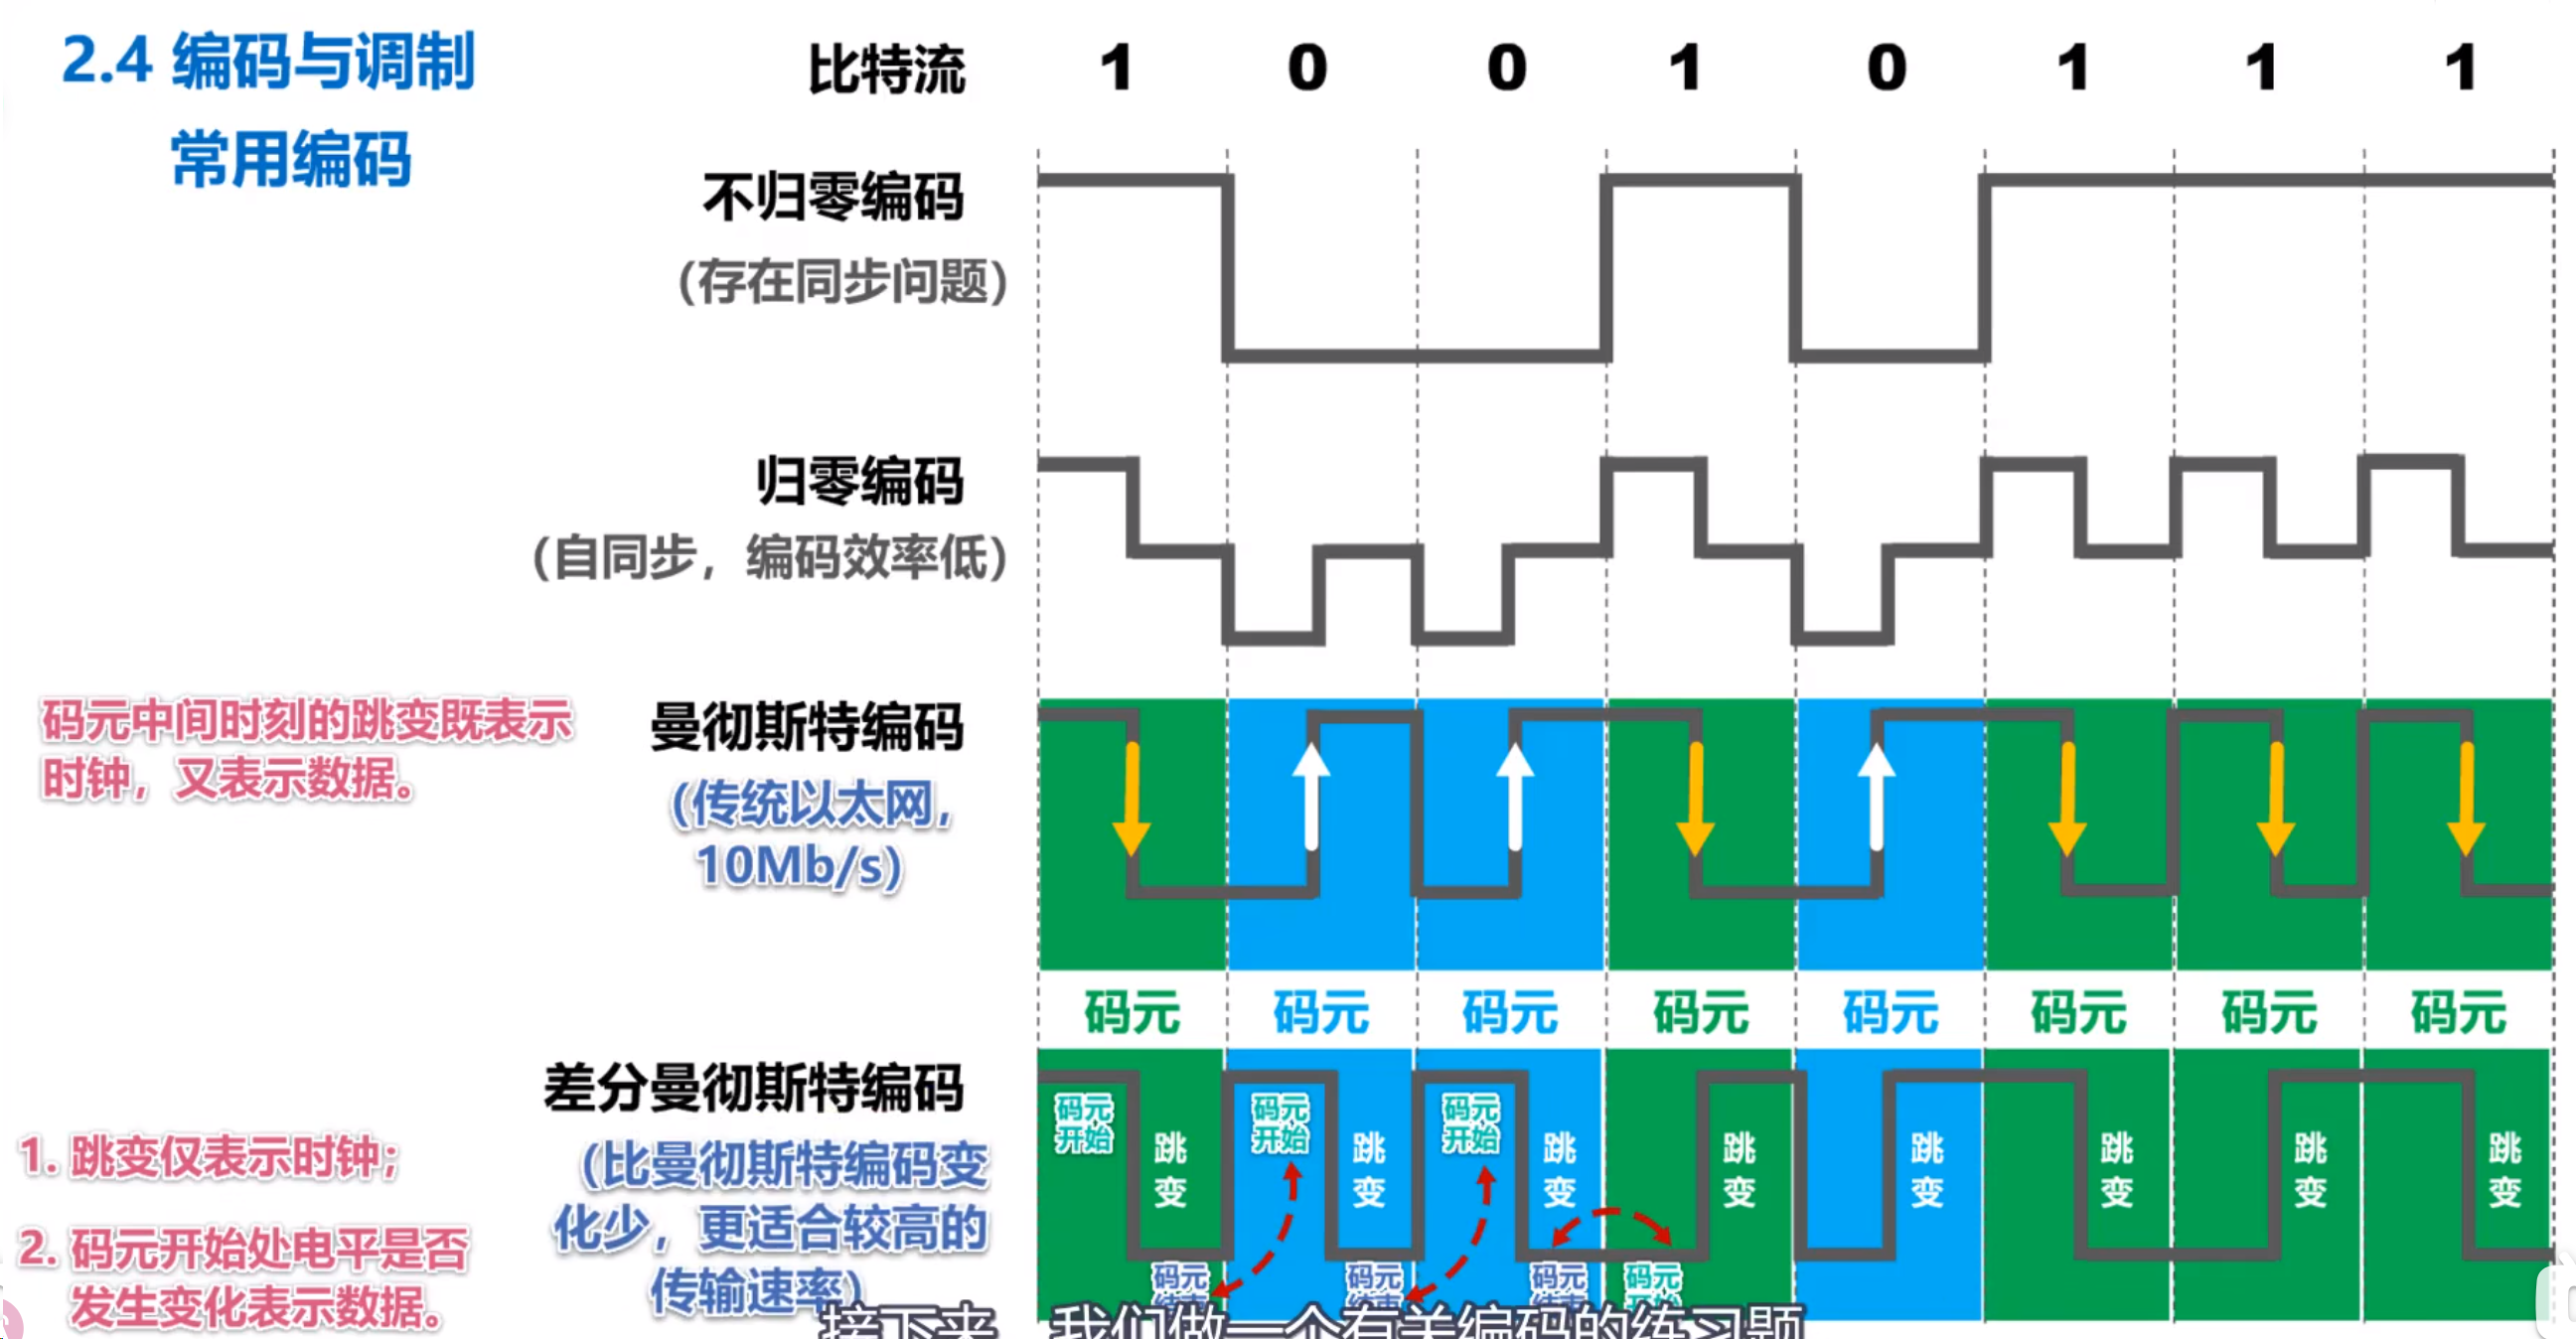 2.4 编码与调制
常用编码
比特流 1 0 0 1 0 1 1 1
不归零编码
（存在同步问题）
归零编码
（自同步，编码效率低）
码元中间时刻的跳变既表示
时钟，又表示数据。
曼彻斯特编码
（传统以太网，
10Mb/s）
码元 码元 码元 码元 码元 码元 码元 码元
差分曼彻斯特编码
（比曼彻斯特编码变
化少，更适合较高的
传输速率）
1. 跳变仅表示时钟；
2. 码元开始处电平是否
发生变化表示数据。
码元
开始
跳
变
码元
结束
码元
开始
跳
变
码元
结束
码元
开始
跳
变
码元
结束
码元
开始
跳
变
跳
变
跳
变
跳
变
跳
变
接下来 我们做一个有关编码的练习题